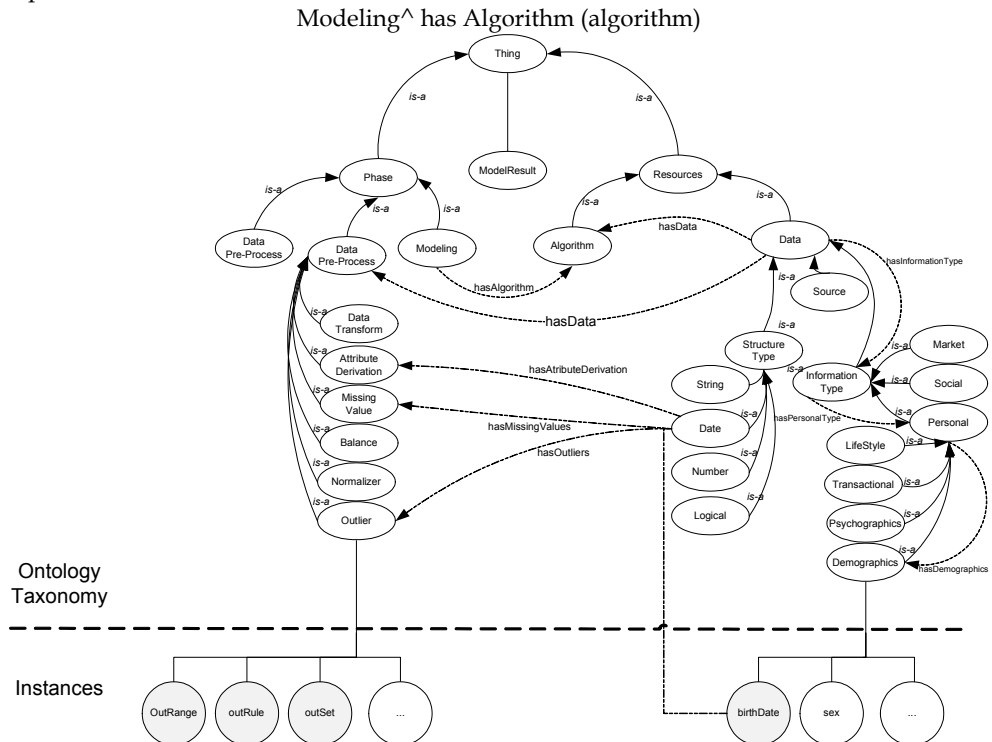 Modeling^ has Algorithm (algorithm)
Thing
is-a
is-a
ModelResult
Phase
Resources
is-a
is-a
is-a
is-a
is-a
Data
Pre-Process
Data
Pre-Process
Modeling
Algorithm
hasData
Data
hasInformationType
hasAlgorithm
is-a
Source
hasData
is-a
Data
Transform
is-a
Structure
Type
Market
is-a
is-a
Attribute
Derivation
hasAtributeDerivation
is-a
Information
Type
is-a
Social
String
is-a
Missing
Value
hasMissingValues
Date
is-a
hasPersonalType
is-a
Personal
is-a
Balance
hasOutliers
LifeStyle
is-a
is-a
Normalizer
Number
is-a
Transactional
is-a
is-a
Outlier
Logical
is-a
Psychographics
is-a
is-a
Demographics
hasDemographics
Ontology
Taxonomy
Instances
OutRange
outRule
outSet
...
birthDate
sex
...